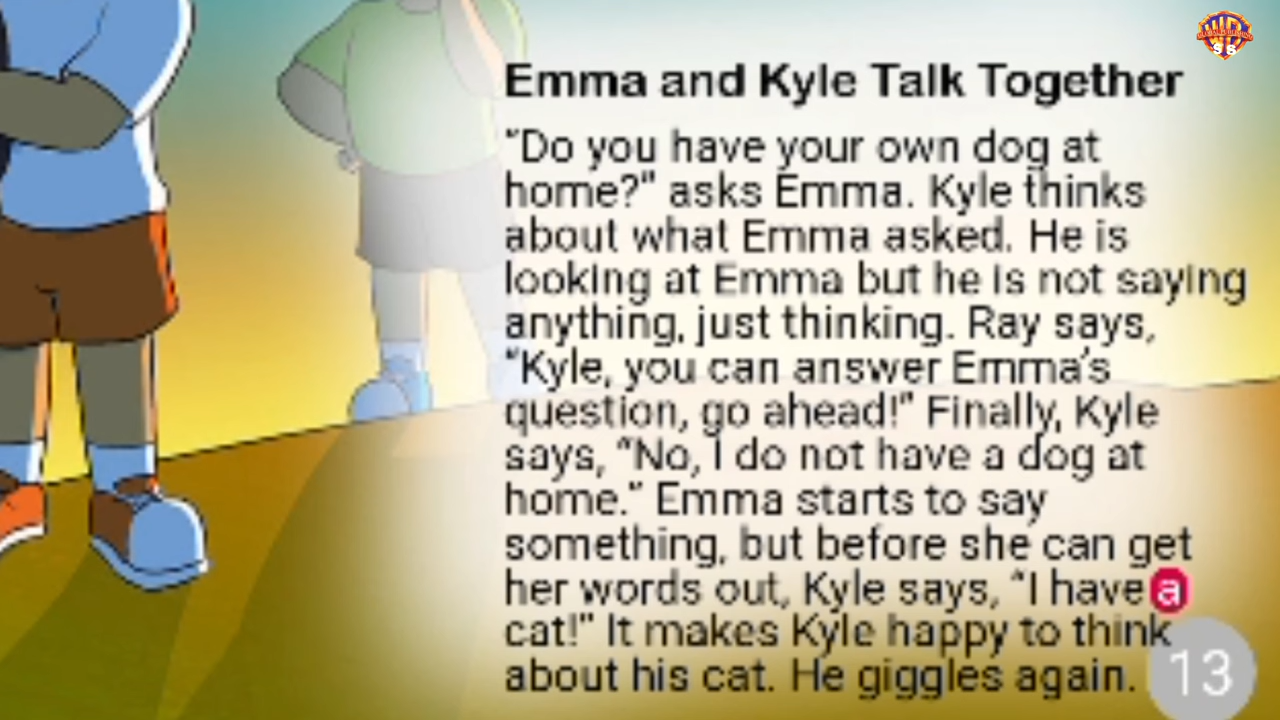 Emma and Kyle Talk Together
“Do you have your own dog at
home?” asks Emma. Kyle thinks
about what Emma asked. He is
looking at Emma but he is not saying
anything, just thinking. Ray says,
“Kyle, you can answer Emma’s
question, go ahead!” Finally, Kyle
says, “No, I do not have a dog at
home.” Emma starts to say
something, but before she can get
her words out, Kyle says, “I have a
cat!” It makes Kyle happy to think
about his cat. He giggles again.
13